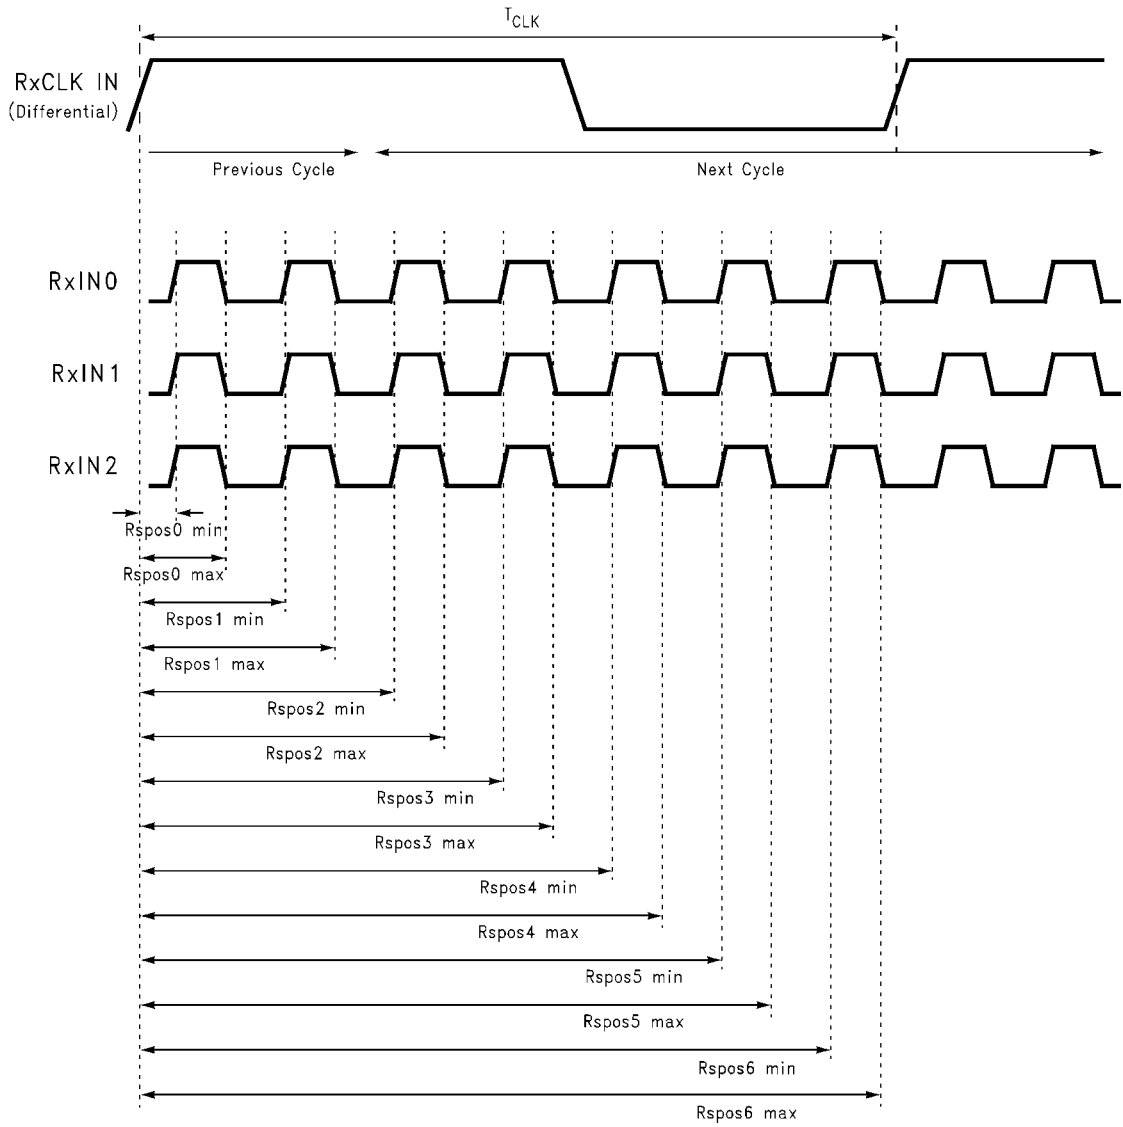 TCLK
RxCLK IN
(Differential)
Previous Cycle
Next Cycle
RxIN0
RxIN1
RxIN2
Rspos0 min
Rspos0 max
Rspos1 min
Rspos1 max
Rspos2 min
Rspos2 max
Rspos3 min
Rspos3 max
Rspos4 min
Rspos4 max
Rspos5 min
Rspos5 max
Rspos6 min
Rspos6 max